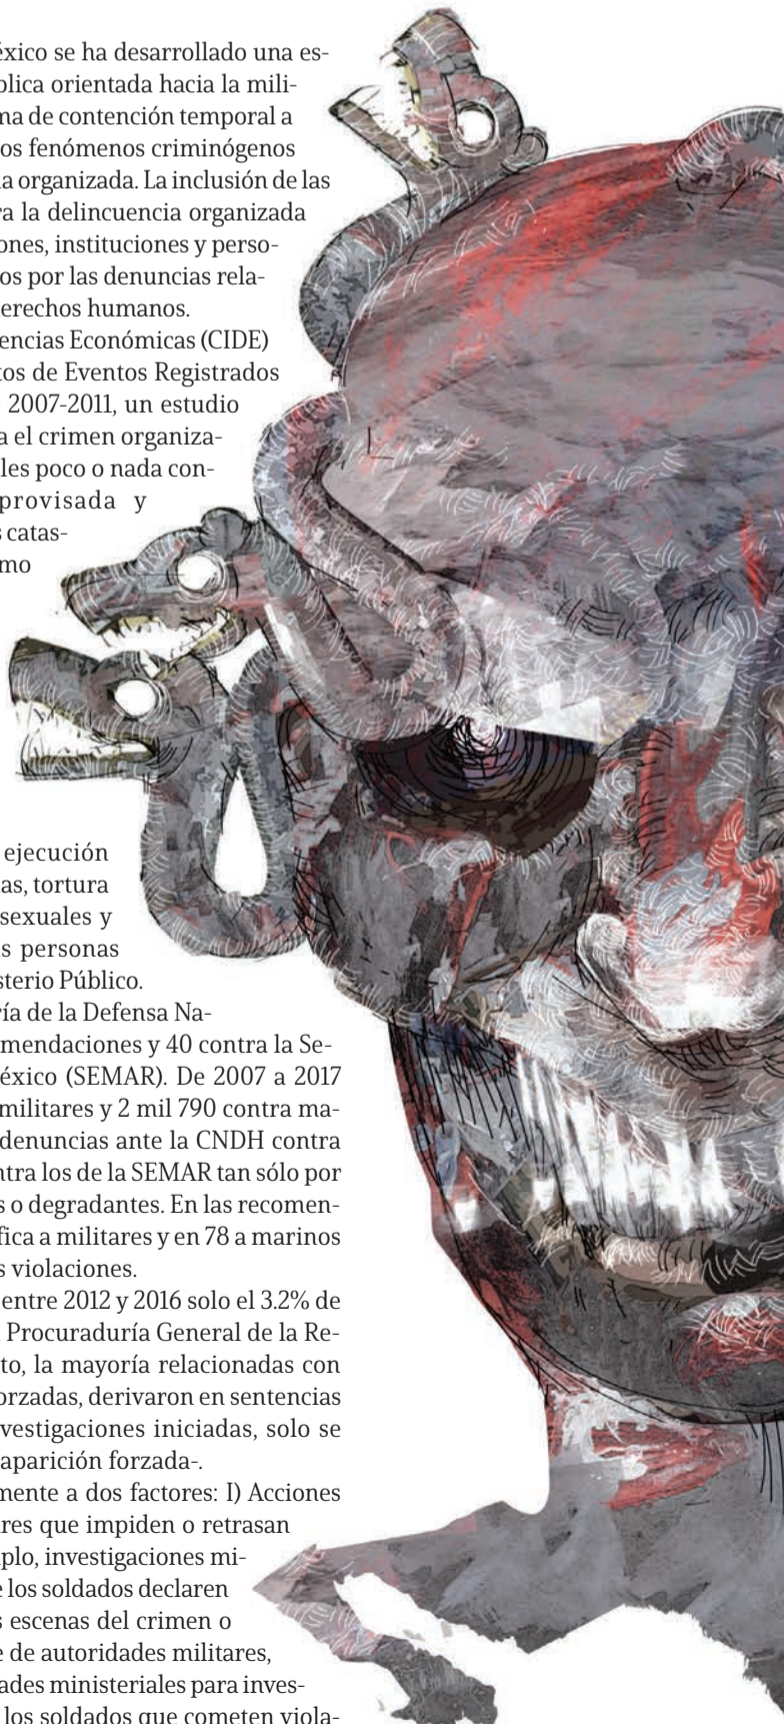 éxico se ha desarrollado una es-
blica orientada hacia la mili-
ma de contención temporal a
os fenómenos criminógenos
ia organizada. La inclusión de las
ra la delincuencia organizada
ones, instituciones y perso-
os por las denuncias rela-
erechos humanos.
encias Económicas (CIDE)
tos de Eventos Registrados
2007-2011, un estudio
a el crimen organiza-
les poco o nada con-
provisada y
s catas-
mo
ejecución
as, tortura
sexuales y
s personas
sterio Público.
ría de la Defensa Na-
mendaciones y 40 contra la Se-
éxico (SEMAR). De 2007 a 2017
militares y 2 mil 790 contra ma-
denuncias ante la CNDH contra
ntra los de la SEMAR tan sólo por
s o degradantes. En las recomen-
fica a militares y en 78 a marinos
s violaciones.
entre 2012 y 2016 solo el 3.2% de
Procuraduría General de la Re-
to, la mayoría relacionadas con
orzadas, derivaron en sentencias
vestigaciones iniciadas, solo se
aparición forzada-.
mente a dos factores: I) Acciones
ares que impiden o retrasan
plo, investigaciones mi-
e los soldados declaren
s escenas del crimen o
e de autoridades militares,
ades ministeriales para inves-
los soldados que cometen viola-